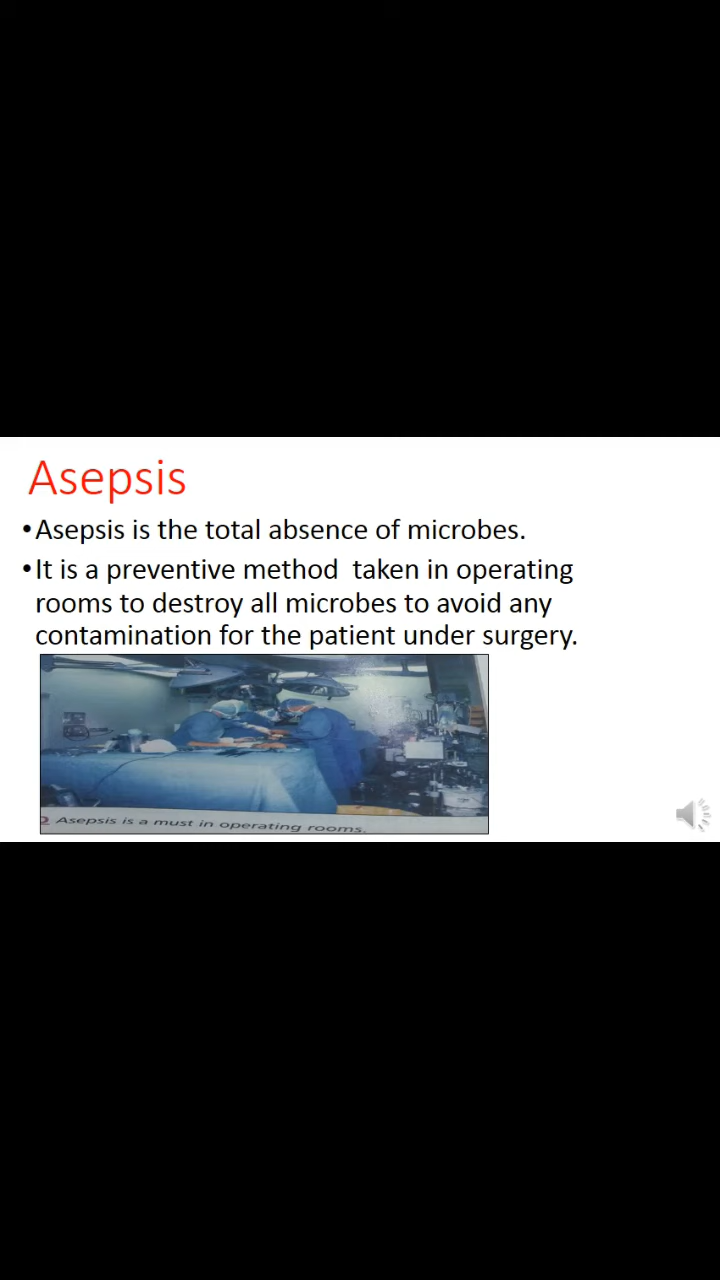 Asepsis
•Asepsis is the total absence of microbes.
•It is a preventive method  taken in operating
rooms to destroy all microbes to avoid any
contamination for the patient under surgery.
2 Asepsis is a must in operating rooms.